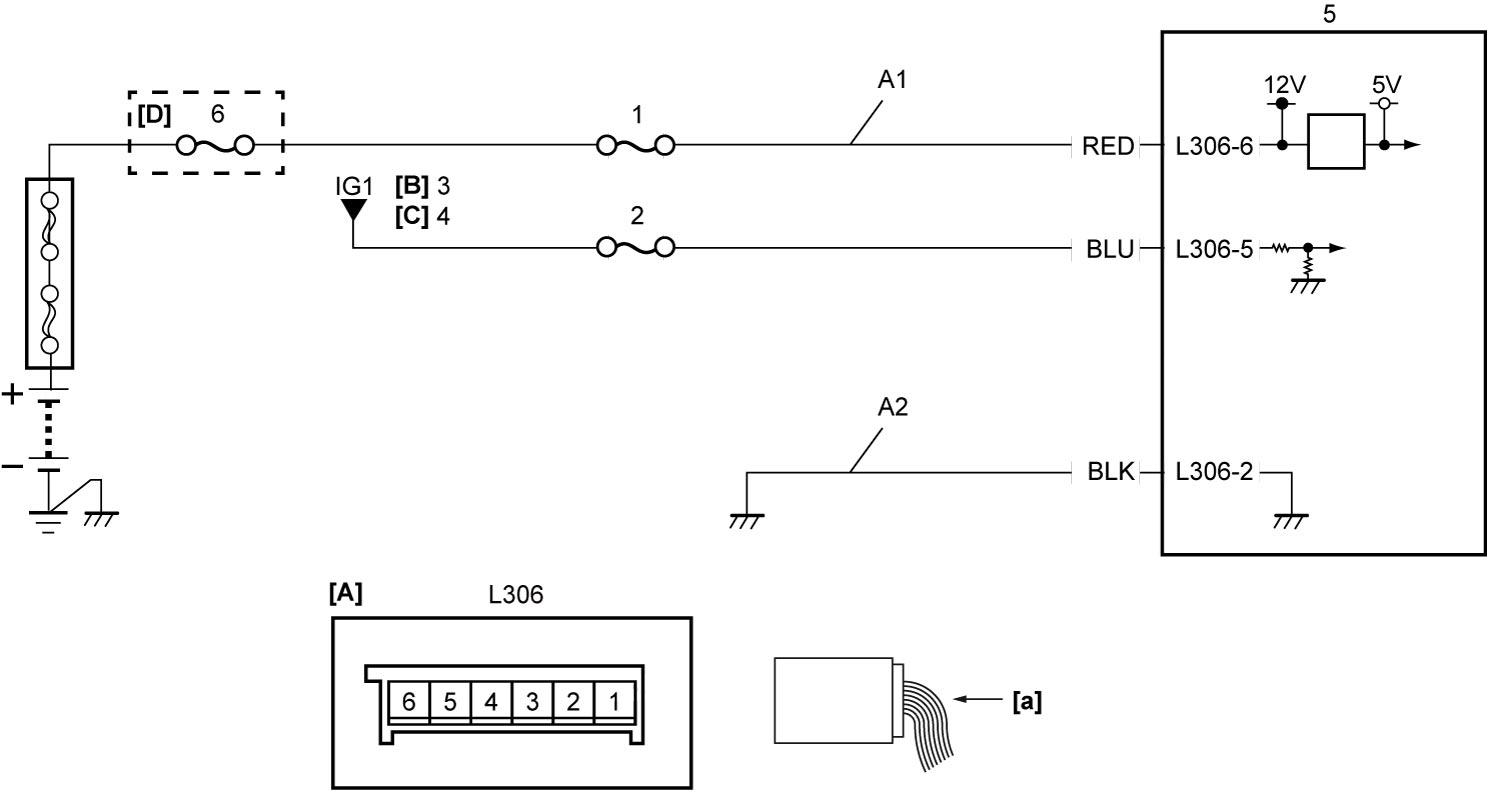 5
A1
12V 5V
[D] 6
1
RED L306-6
IG1 [B] 3
[C] 4
2
BLU L306-5
+
A2
−
BLK L306-2
[A] L306
6 5 4 3 2 1
[a]